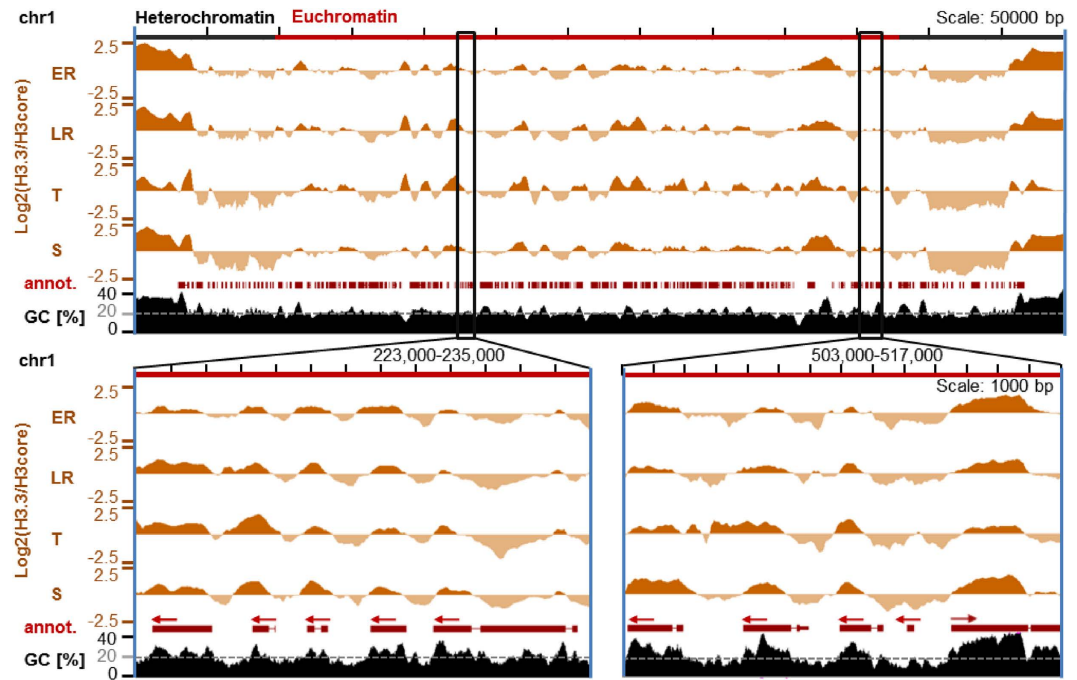 chr1 Heterochromatin Euchromatin Scale: 50000 bp
Log2(H3.3/H3core)
2.5
ER
-2.5
2.5
LR
-2.5
2.5
T
-2.5
2.5
S
-2.5
annot.
40
GC [%] 20
0
chr1 223,000-235,000 503,000-517,000
Scale: 1000 bp
Log2(H3.3/H3core)
2.5
ER
-2.5
2.5
LR
-2.5
2.5
T
-2.5
2.5
S
-2.5
annot.
40
GC [%] 20
0